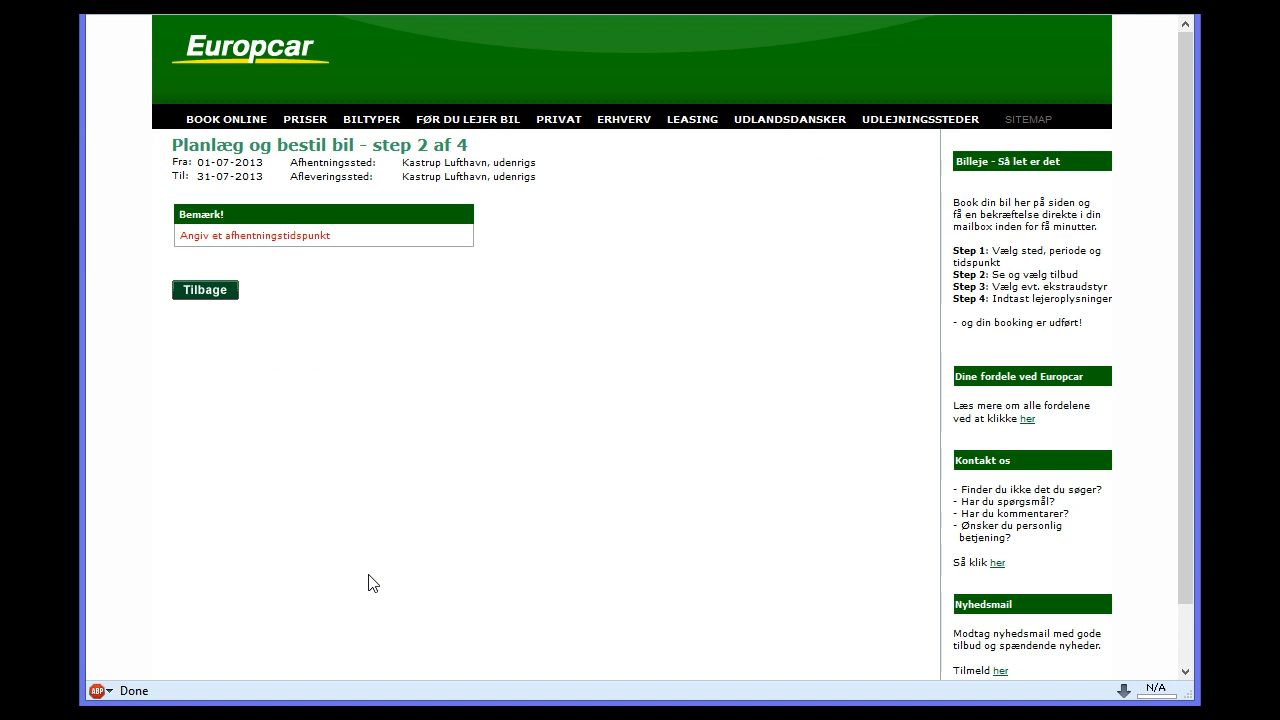 Europcar
BOOK ONLINE PRISER BILTYPER FØR DU LEJER BIL PRIVAT ERHVERV LEASING UDLANDSDANSKER UDLEJNINGSSTEDER SITEMAP
Planlæg og bestil bil - step 2 af 4
Fra: 01-07-2013 Afhentningssted: Kastrup Lufthavn, udenrigs
Til: 31-07-2013 Afleveringssted: Kastrup Lufthavn, udenrigs
Bemærk!
Angiv et afhentningstidspunkt
Tilbage
Billeje - Så let er det
Book din bil her på siden og
få en bekræftelse direkte i din
mailbox inden for få minutter.
Step 1: Vælg sted, periode og
tidspunkt
Step 2: Se og vælg tilbud
Step 3: Vælg evt. ekstraudstyr
Step 4: Indtast lejeroplysninger
- og din booking er udført!
Dine fordele ved Europcar
Læs mere om alle fordelene
ved at klikke her
Kontakt os
- Finder du ikke det du søger?
- Har du spørgsmål?
- Har du kommentarer?
- Ønsker du personlig
betjening?
Så klik her
Nyhedsmail
Modtag nyhedsmail med gode
tilbud og spændende nyheder.
Tilmeld her
ABP Done N/A